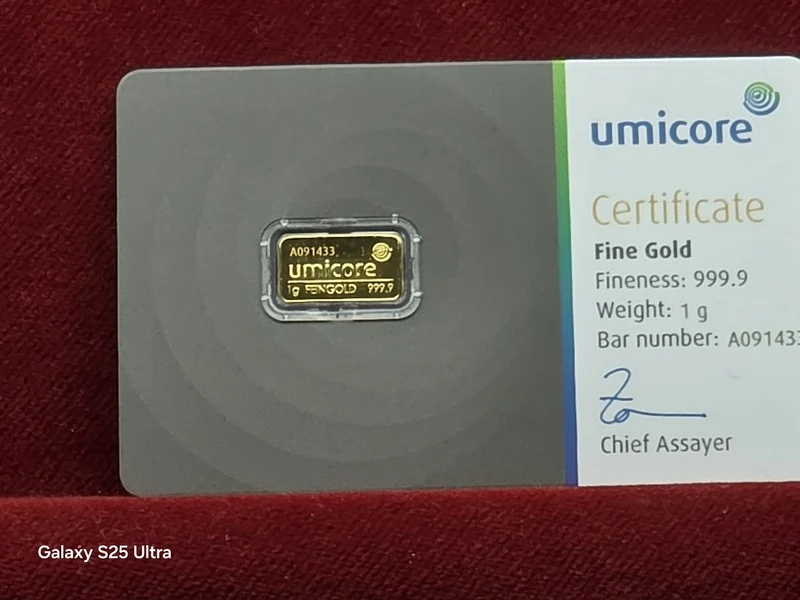 A091433
umicore
1g FEINGOLD 999.9
umicore
Certificate
Fine Gold
Fineness: 999.9
Weight: 1 g
Bar number: A091433
Chief Assayer
Galaxy S25 Ultra